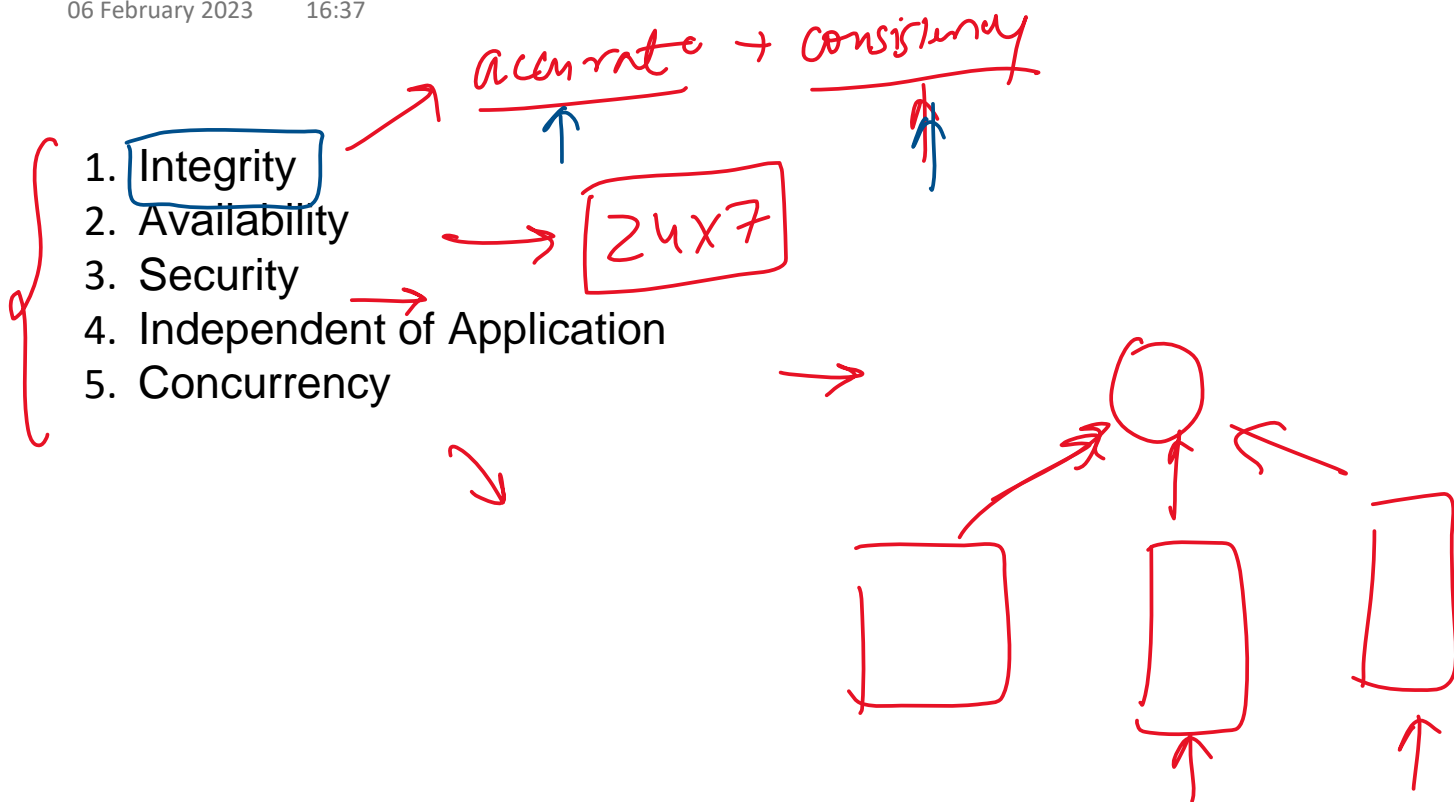 06 February 2023 16:37
accurate + consistency
1. Integrity
2. Availability
24x7
3. Security
4. Independent of Application
5. Concurrency